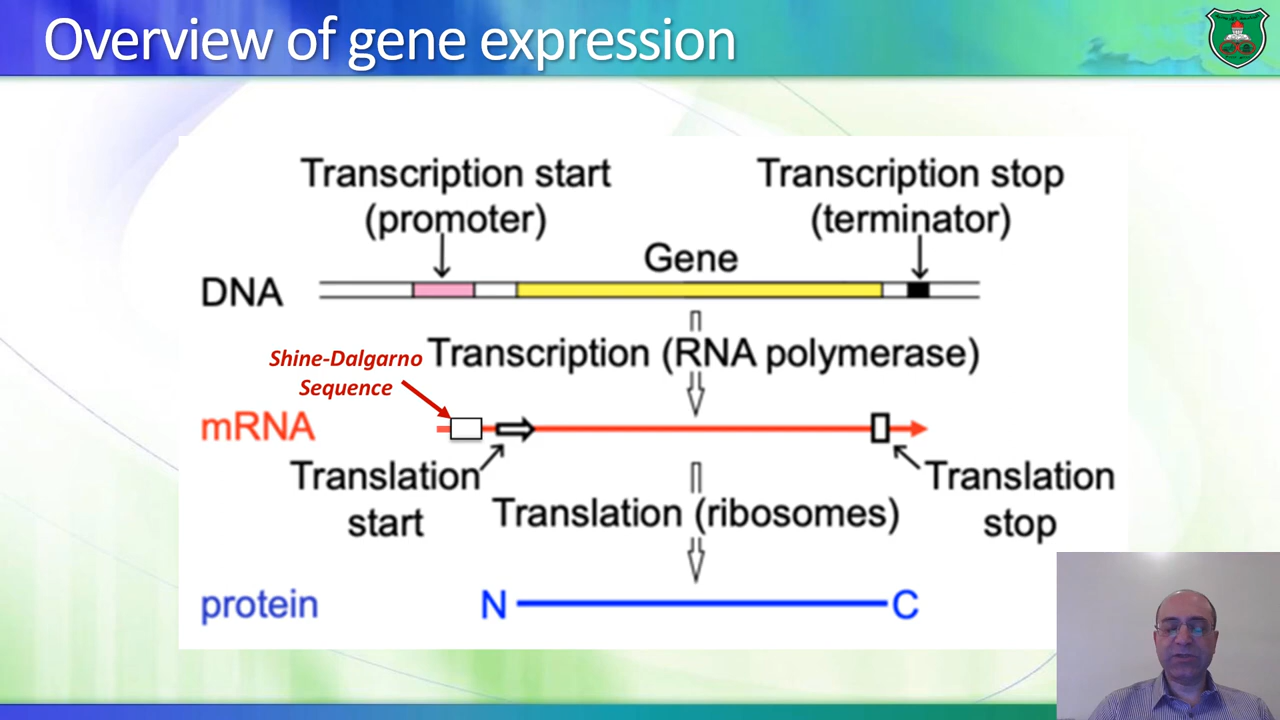 Overview of gene expression
Transcription start
(promoter)
Transcription stop
(terminator)
Gene
DNA
Shine-Dalgarno
Sequence
Transcription (RNA polymerase)
mRNA
Translation
start
Translation (ribosomes)
Translation
stop
protein
N
C